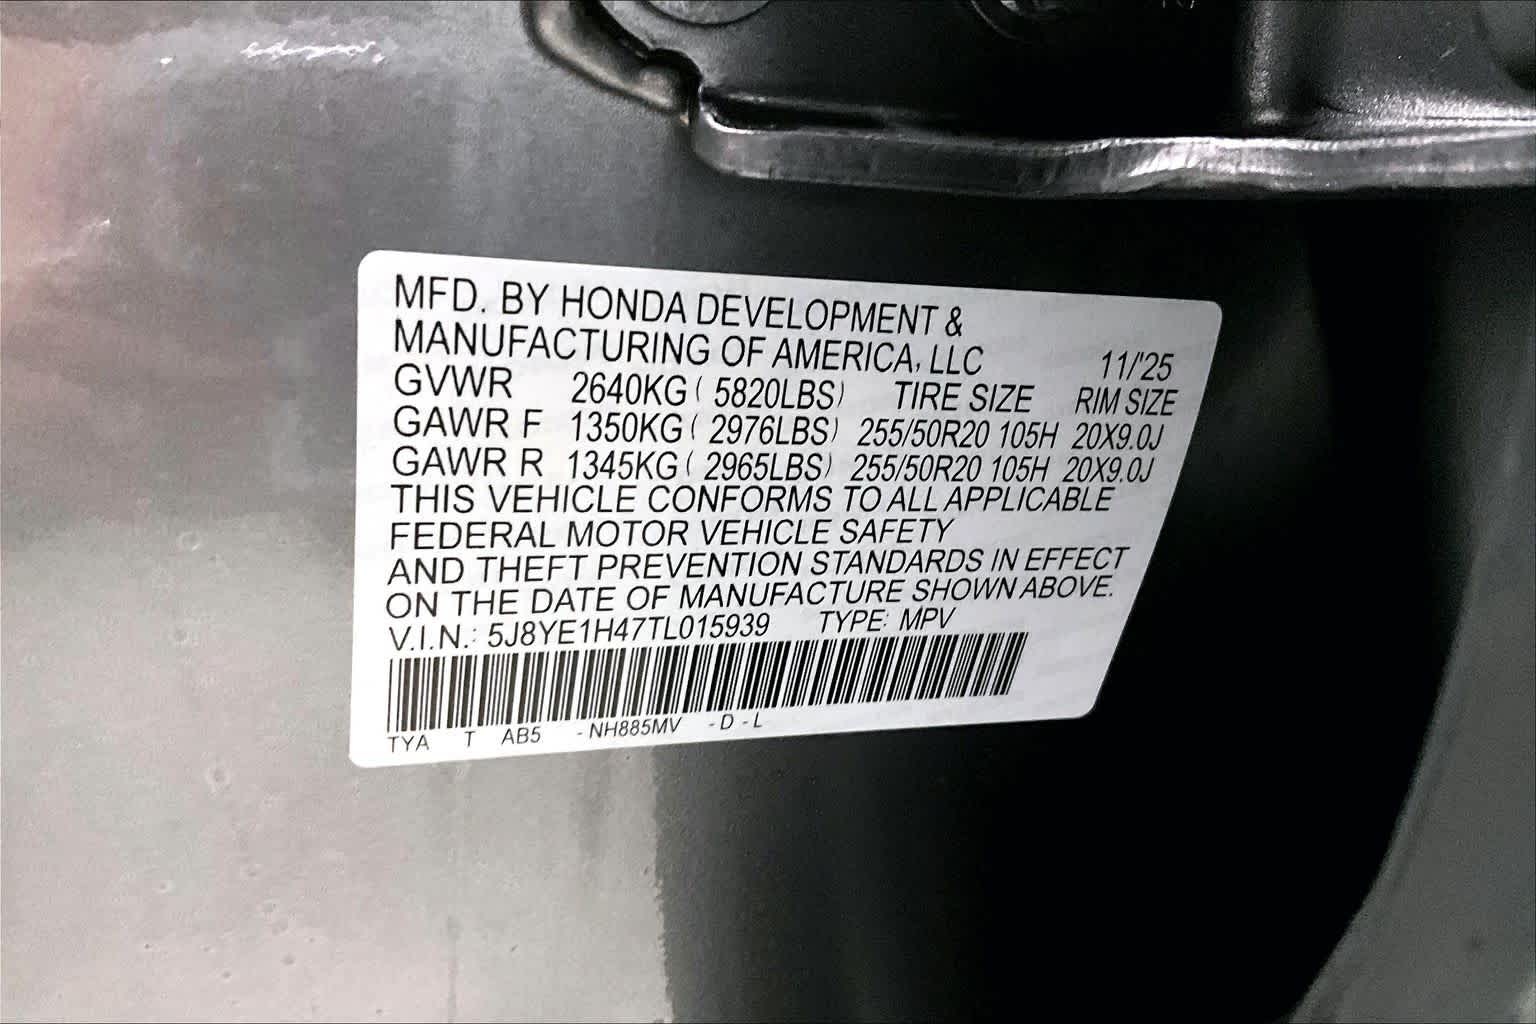 MFD. BY HONDA DEVELOPMENT &
MANUFACTURING OF AMERICA, LLC 11/'25
GVWR 2640KG ( 5820LBS) TIRE SIZE RIM SIZE
GAWR F 1350KG ( 2976LBS) 255/50R20 105H 20X9.0J
GAWR R 1345KG ( 2965LBS) 255/50R20 105H 20X9.0J
THIS VEHICLE CONFORMS TO ALL APPLICABLE
FEDERAL MOTOR VEHICLE SAFETY
AND THEFT PREVENTION STANDARDS IN EFFECT
ON THE DATE OF MANUFACTURE SHOWN ABOVE.
V.I.N.: 5J8YE1H47TL015939 TYPE: MPV
TYA T AB5 - NH885MV - D - L